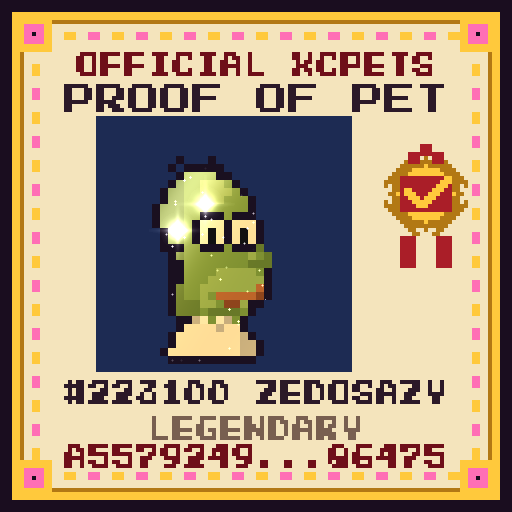 OFFICIAL XCPETS
PROOF OF PET
#223100 ZEDOSAZY
LEGENDARY
A5579249...Q6475